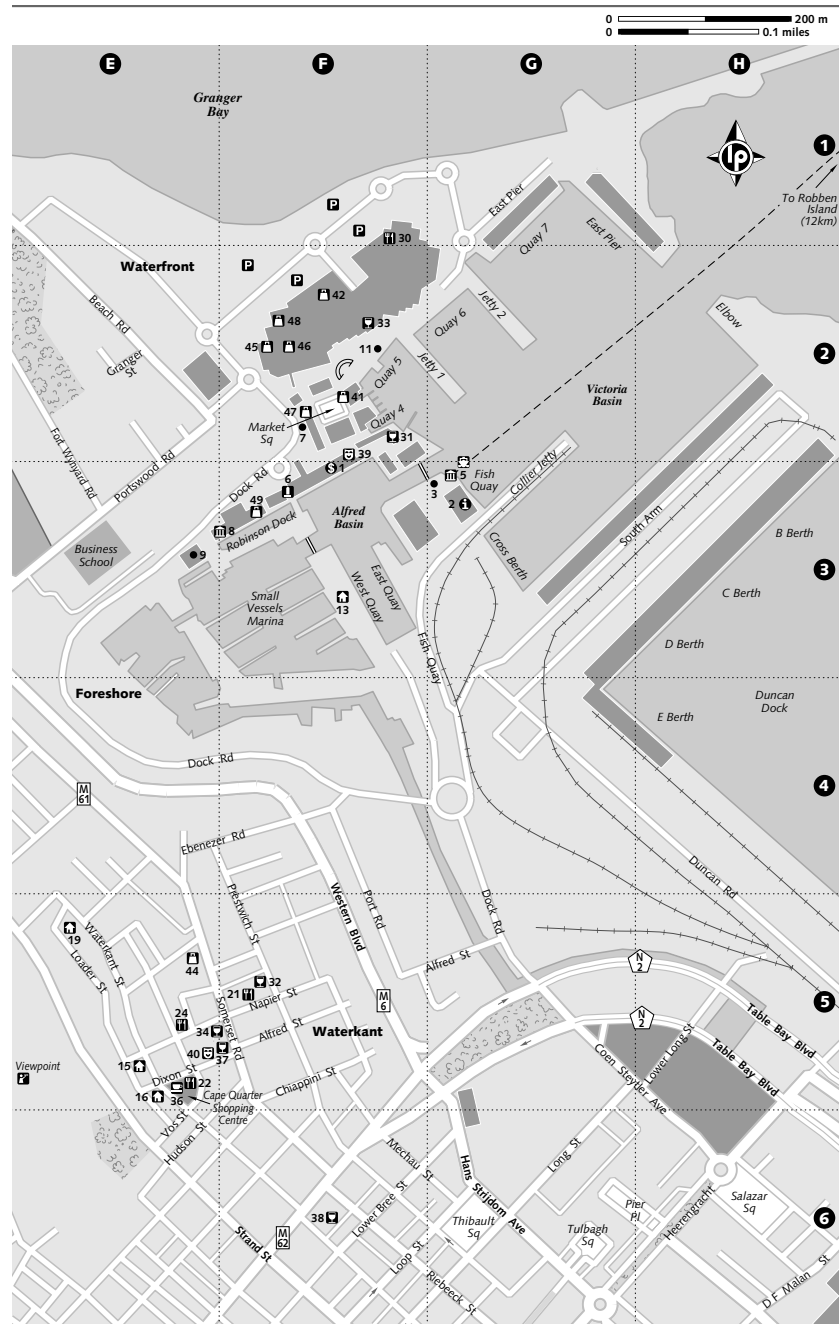 0 200 m
0 0.1 miles
E
F
G
H
Granger
Bay
lp
1
To Robben
Island
(12km)
P
East Pier
East Pier
P
30
Quay 7
Waterfront
P
P
42
Jetty 2
Beach Rd
48
33
Quay 6
Elbow
45
46
11
Jetty 1
2
Granger
St
Quay 5
Victoria
Basin
41
47
Market
Sq
7
Quay 4
31
Fort Wynyard Rd
Portswood Rd
39
Dock Rd
6
$
1
5
Fish
Quay
Collier Jetty
3
49
2
i
Alfred
Basin
South Arm
8
Robinson Dock
B Berth
Business
School
9
Cross Berth
3
East Quay
West Quay
C Berth
Small
Vessels
Marina
13
D Berth
Fish Quay
Foreshore
Duncan
Dock
E Berth
Dock Rd
M
61
4
Ebenezer Rd
Duncan Rd
Prestwich St
Western Blvd
Port Rd
Dock Rd
19
Waterkant St
Loader St
44
Alfred St
N
2
32
21
Napier St
M
6
5
24
Somerset Rd
34
Alfred St
Waterkant
N
2
Table Bay Blvd
37
40
Lower Long St
Table Bay Blvd
Viewpoint
15
Dixon St
Coen Steytler Ave
22
Chiappini St
16
36
Cape Quarter
Shopping
Centre
Vos St
Hudson St
Mechau St
Hans Strijdom Ave
Long St
Salazar
Sq
Pier
Pl
Heerengracht
38
Lower Bree St
Thibault
Sq
6
Tulbagh
Sq
Strand St
M
62
Loop St
Riebeeck St
D F Malan St